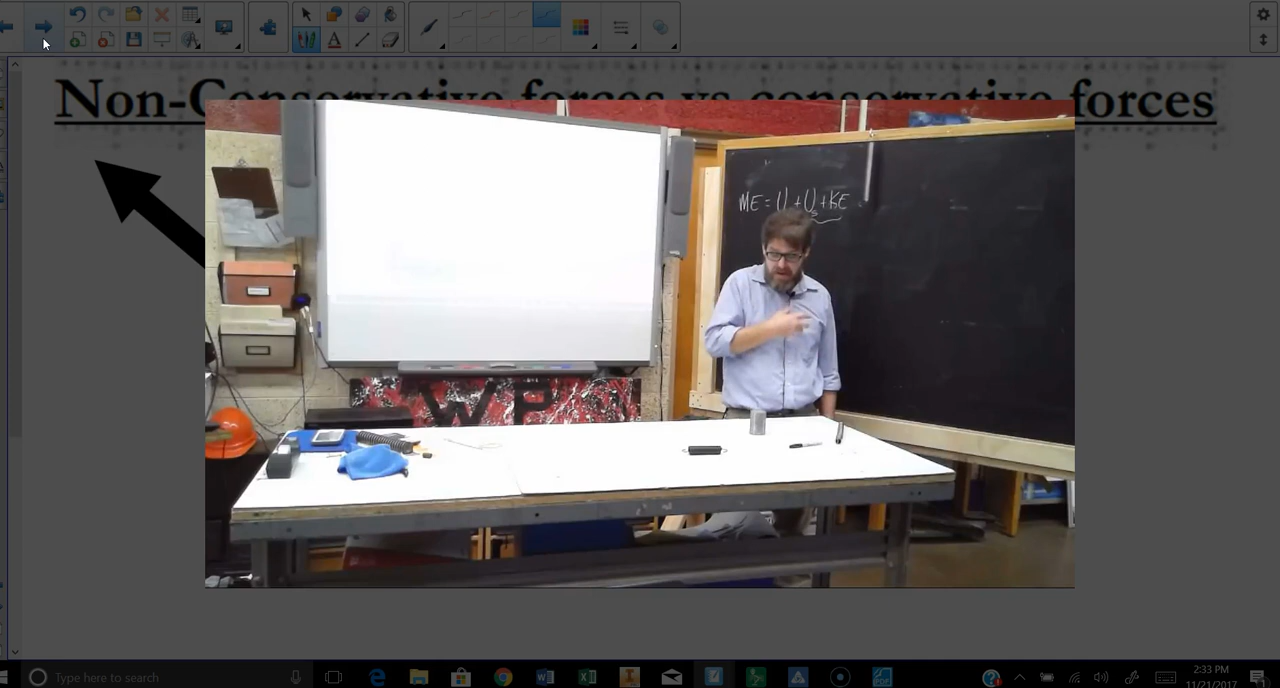 Non-Conservative forces vs conservative forces
ME = U + Us + KE
WP
Type here to search
2:33 PM
11/21/2017